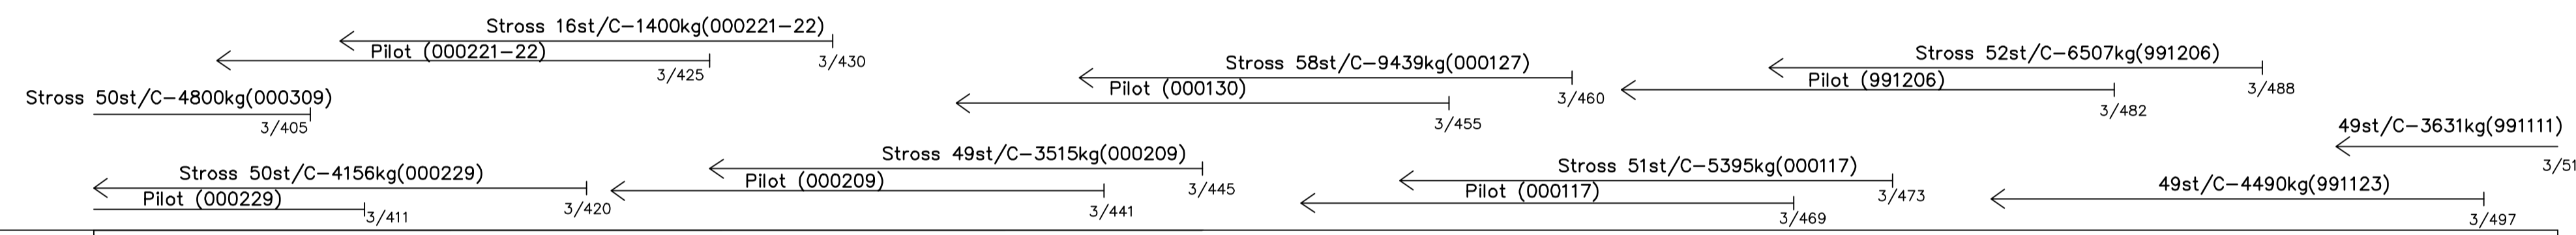 Stross 16st/C-1400kg(000221-22)
Pilot (000221-22)
3/425
3/430
Stross 50st/C-4800kg(000309)
3/405
Stross 58st/C-9439kg(000127)
Pilot (000130)
3/460
3/455
Stross 52st/C-6507kg(991206)
Pilot (991206)
3/488
3/482
49st/C-3631kg(991111)
3/51
Stross 50st/C-4156kg(000229)
Pilot (000229)
3/411
3/420
Stross 49st/C-3515kg(000209)
Pilot (000209)
3/445
3/441
Stross 51st/C-5395kg(000117)
Pilot (000117)
3/473
3/469
49st/C-4490kg(991123)
3/497